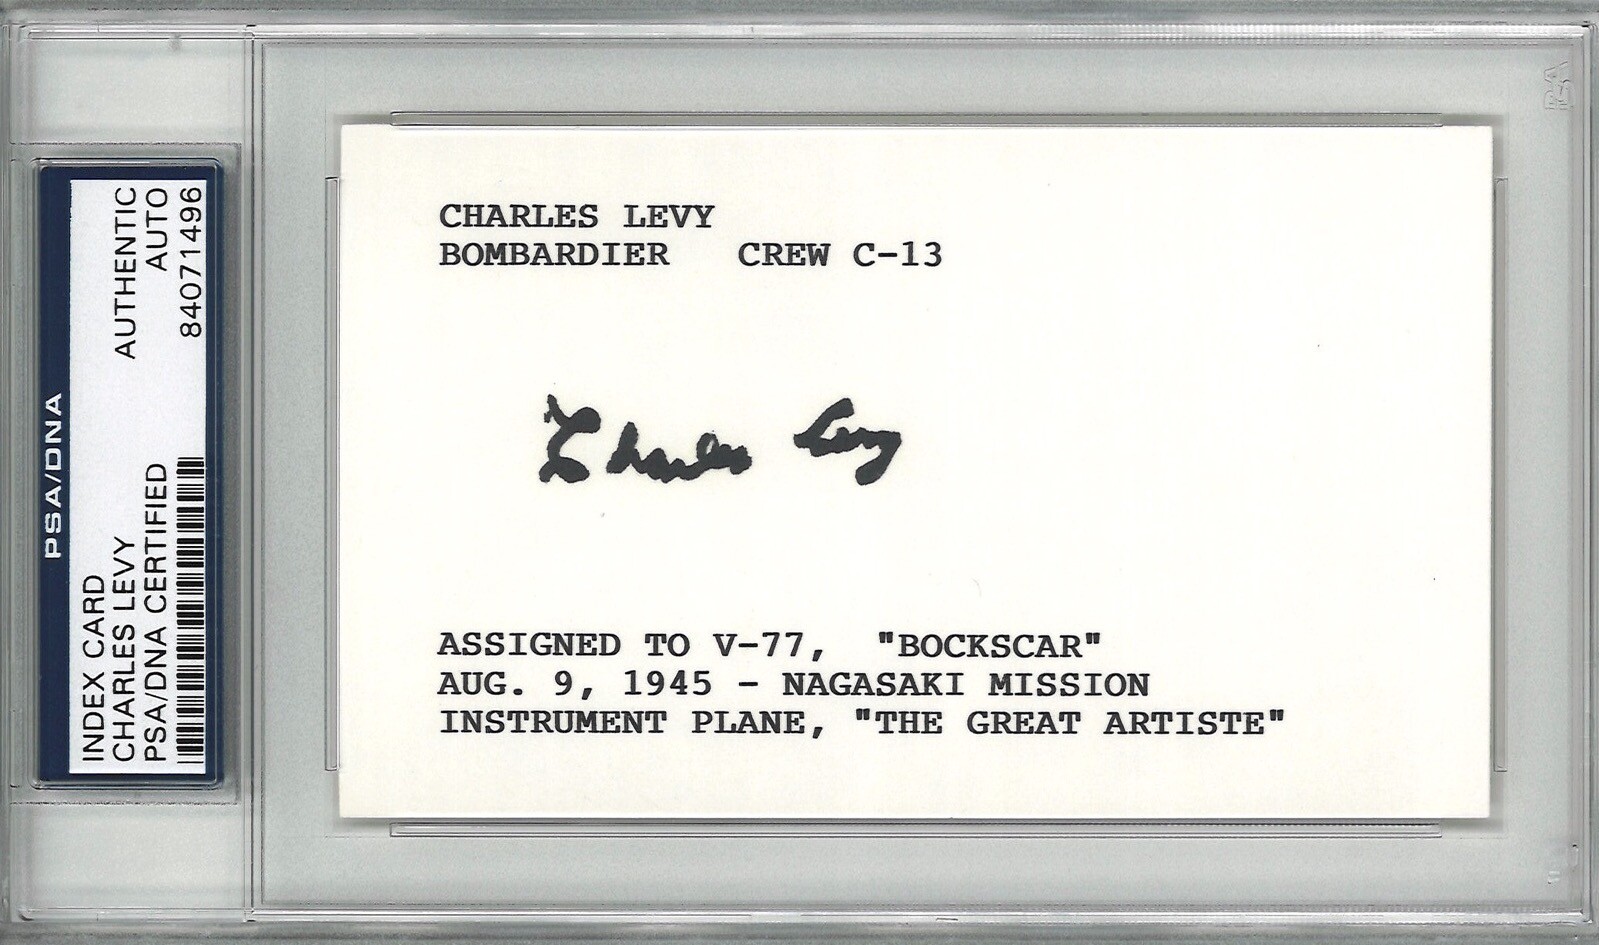 PSA/DNA
INDEX CARD
AUTHENTIC
CHARLES LEVY
AUTO
PSA/DNA CERTIFIED
84071496
CHARLES LEVY
BOMBARDIER CREW C-13
Charles Levy
ASSIGNED TO V-77, "BOCKSCAR"
AUG. 9, 1945 - NAGASAKI MISSION
INSTRUMENT PLANE, "THE GREAT ARTISTE"
PSA